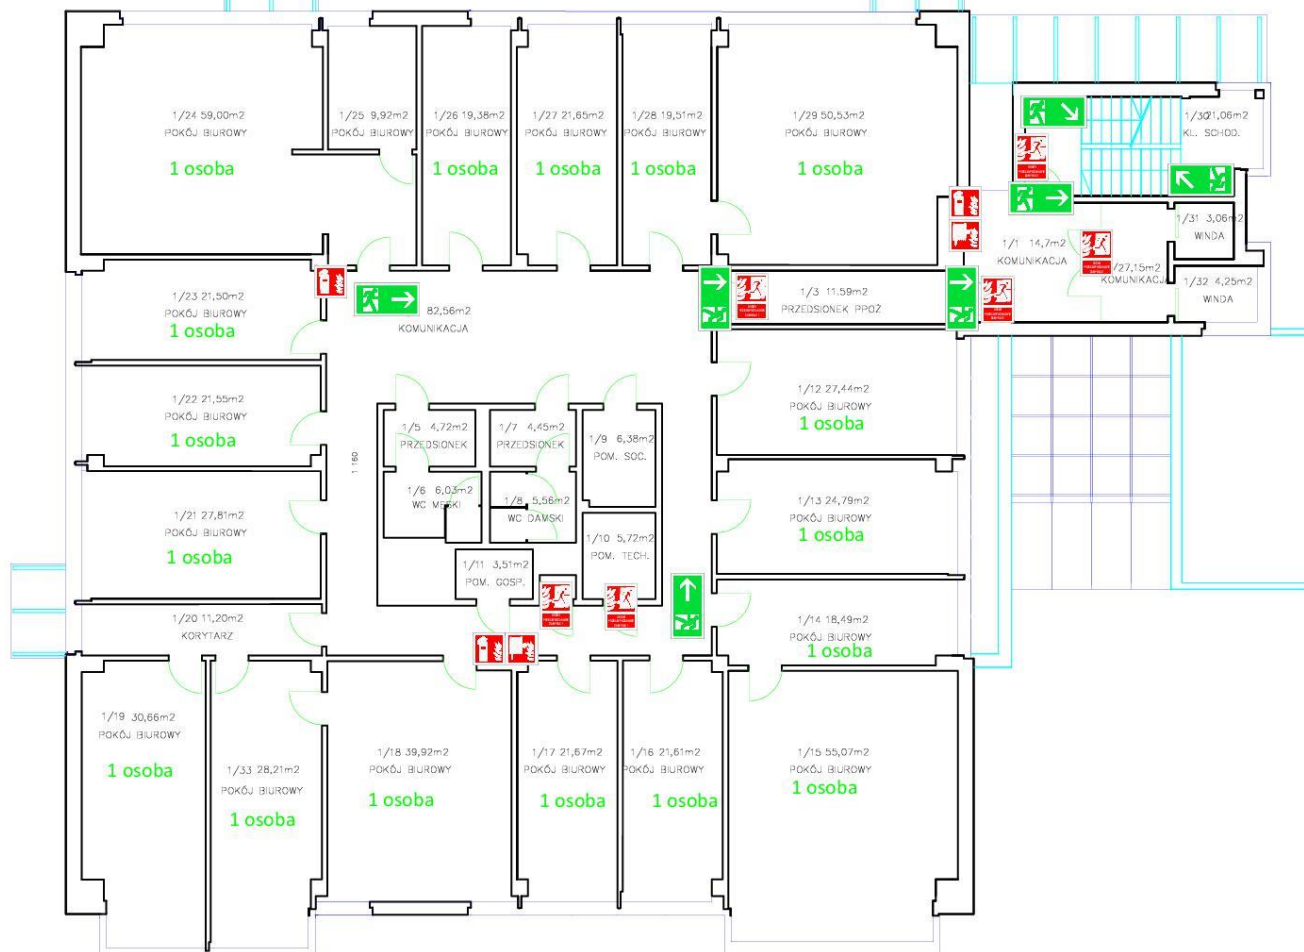 1/24 59,00m2
POKÓJ BIUROWY
1 osoba
1/25 9,92m2
POKÓJ BIUROWY
1/26 19,38m2
POKÓJ BIUROWY
1 osoba
1/27 21,65m2
POKÓJ BIUROWY
1 osoba
1/28 19,51m2
POKÓJ BIUROWY
1 osoba
1/29 50,53m2
POKÓJ BIUROWY
1 osoba
1/30 21,06m2
KL. SCHOD.
1/31 3,06m2
WINDA
1/1 14,7m2
KOMUNIKACJA
/27,15m2
KOMUNIKACJA
1/32 4,25m2
WINDA
1/23 21,50m2
POKÓJ BIUROWY
1 osoba
82,56m2
KOMUNIKACJA
1/3 11.59m2
PRZEDSIONEK PPOŻ
1/22 21,55m2
POKÓJ BIUROWY
1 osoba
1/12 27,44m2
POKÓJ BIUROWY
1 osoba
1/5 4,72m2
PRZEDSIONEK
1/7 4,45m2
PRZEDSIONEK
1/9 6,38m2
POM. SOC.
1 160
1/6 6,03m2
WC MĘSKI
1/8 5,56m2
WC DAMSKI
1/13 24,79m2
POKÓJ BIUROWY
1 osoba
1/21 27,81m2
POKÓJ BIUROWY
1 osoba
1/10 5,72m2
POM. TECH.
1/11 3,51m2
POM. GOSP.
1/20 11,20m2
KORYTARZ
1/14 18,49m2
POKÓJ BIUROWY
1 osoba
1/19 30,66m2
POKÓJ BIUROWY
1 osoba
1/33 28,21m2
POKÓJ BIUROWY
1 osoba
1/18 39,92m2
POKÓJ BIUROWY
1 osoba
1/17 21,67m2
POKÓJ BIUROWY
1 osoba
1/16 21,61m2
POKÓJ BIUROWY
1 osoba
1/15 55,07m2
POKÓJ BIUROWY
1 osoba